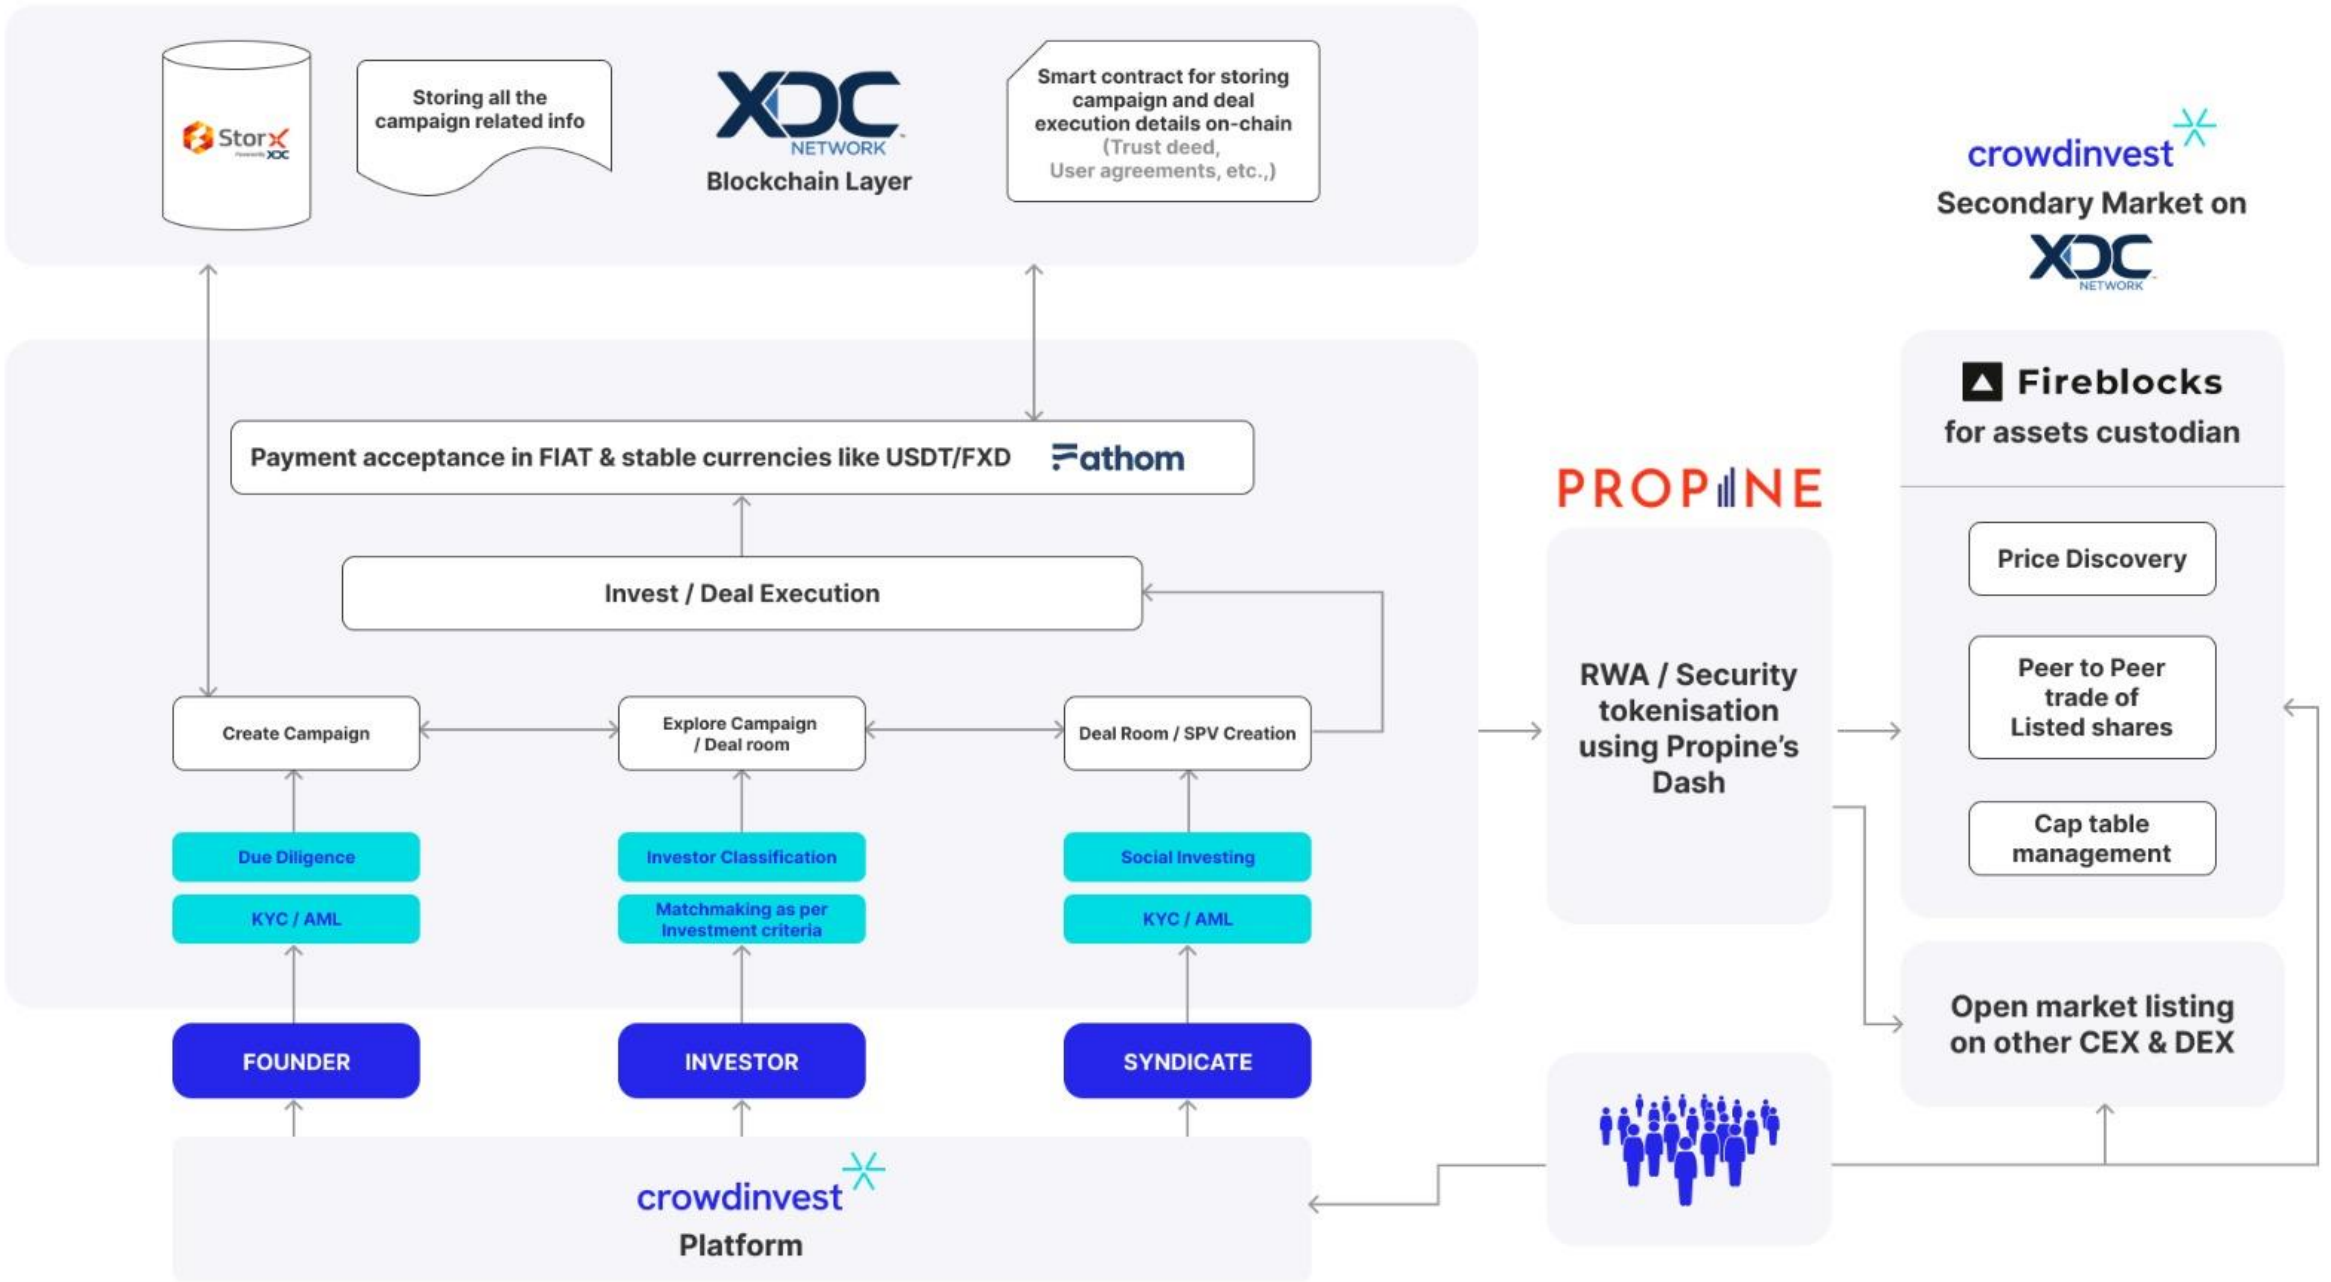 StorX
Powered by XDC
Storing all the
campaign related info
XDC
NETWORK
Blockchain Layer
Smart contract for storing
campaign and deal
execution details on-chain
(Trust deed,
User agreements, etc.,)
crowdinvest
Secondary Market on
XDC
NETWORK
Payment acceptance in FIAT & stable currencies like USDT/FXD
Fathom
Invest / Deal Execution
Create Campaign
Explore Campaign
/ Deal room
Deal Room / SPV Creation
Due Diligence
Investor Classification
Social Investing
KYC / AML
Matchmaking as per
Investment criteria
KYC / AML
FOUNDER
INVESTOR
SYNDICATE
crowdinvest
Platform
PROPINE
RWA / Security
tokenisation
using Propine's
Dash
Fireblocks
for assets custodian
Price Discovery
Peer to Peer
trade of
Listed shares
Cap table
management
Open market listing
on other CEX & DEX